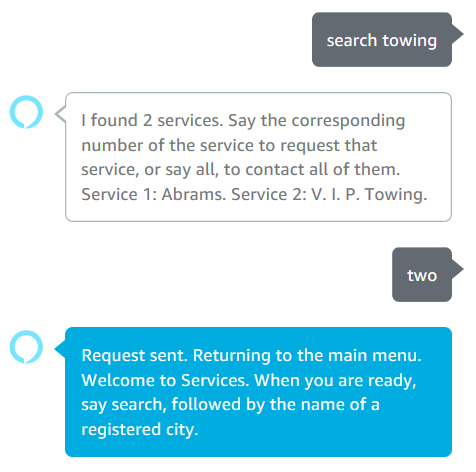 search towing
I found 2 services. Say the corresponding
number of the service to request that
service, or say all, to contact all of them.
Service 1: Abrams. Service 2: V. I. P. Towing.
two
Request sent. Returning to the main menu.
Welcome to Services. When you are ready,
say search, followed by the name of a
registered city.